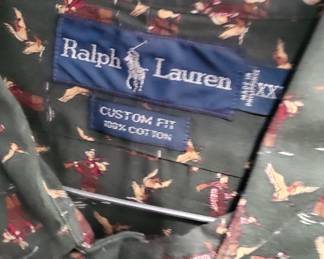 Ralph Lauren
XX
CUSTOM FIT
100% COTTON